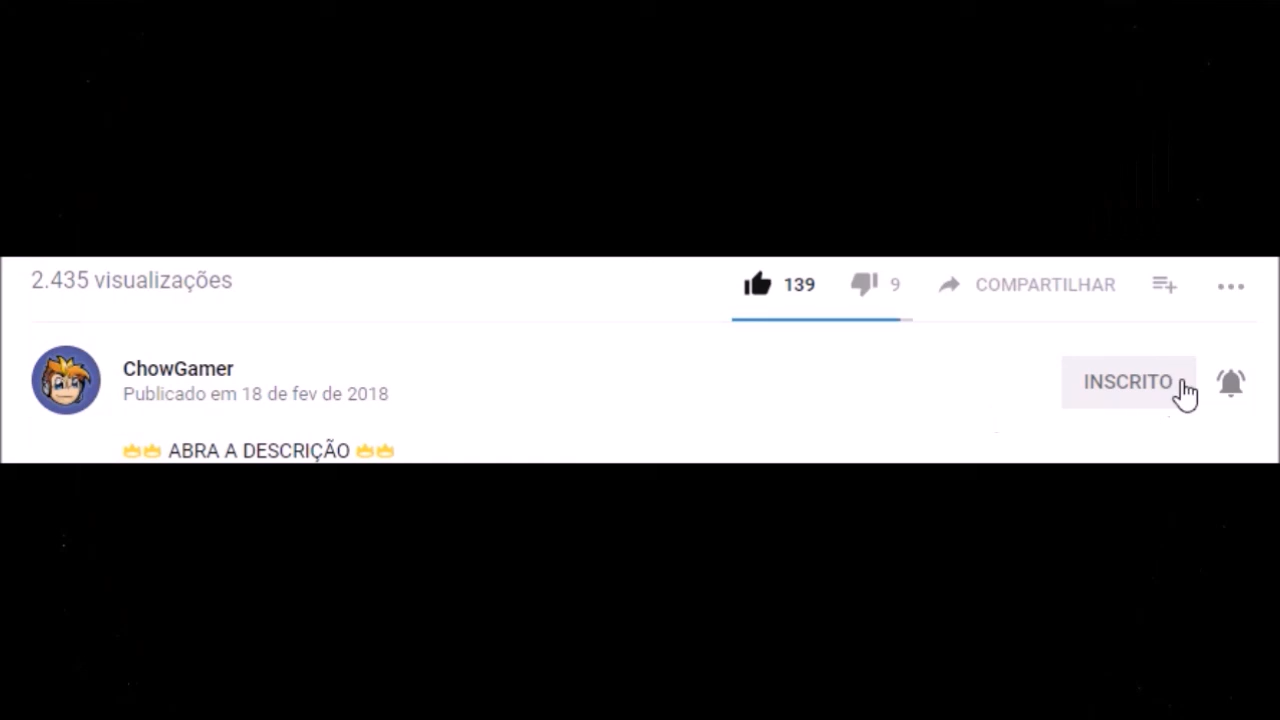 2.435 visualizações
139
9
COMPARTILHAR
ChowGamer
Publicado em 18 de fev de 2018
INSCRITO
👑👑 ABRA A DESCRIÇÃO 👑👑